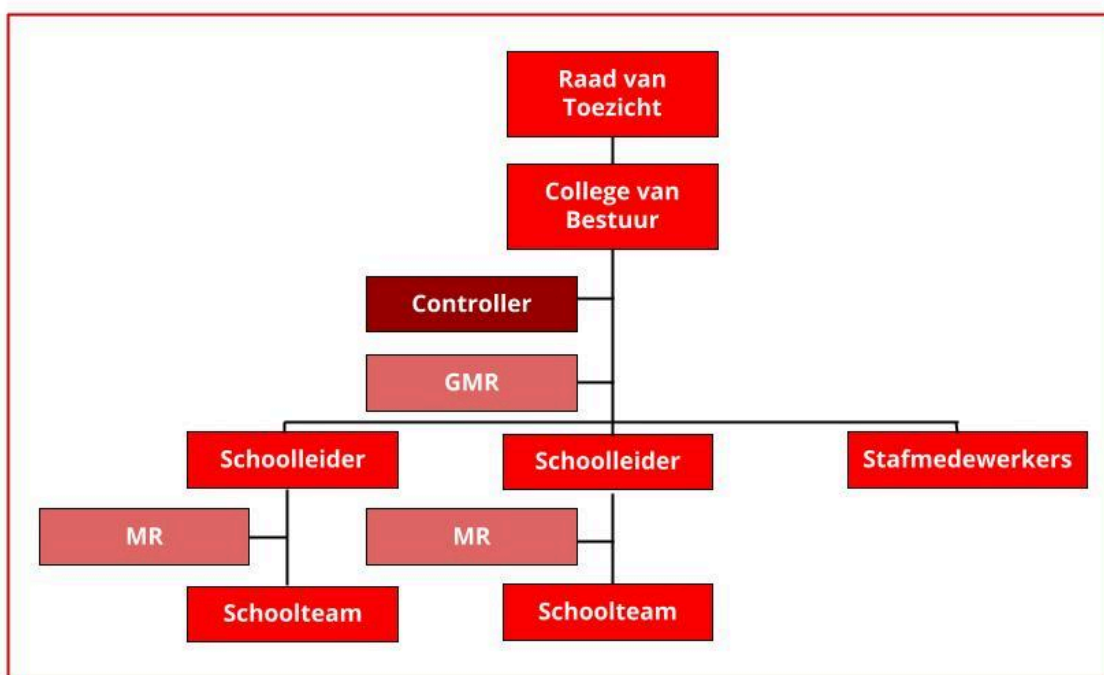 Raad van
Toezicht
College van
Bestuur
Controller
GMR
Schoolleider
Schoolleider
Stafmedewerkers
MR
MR
Schoolteam
Schoolteam